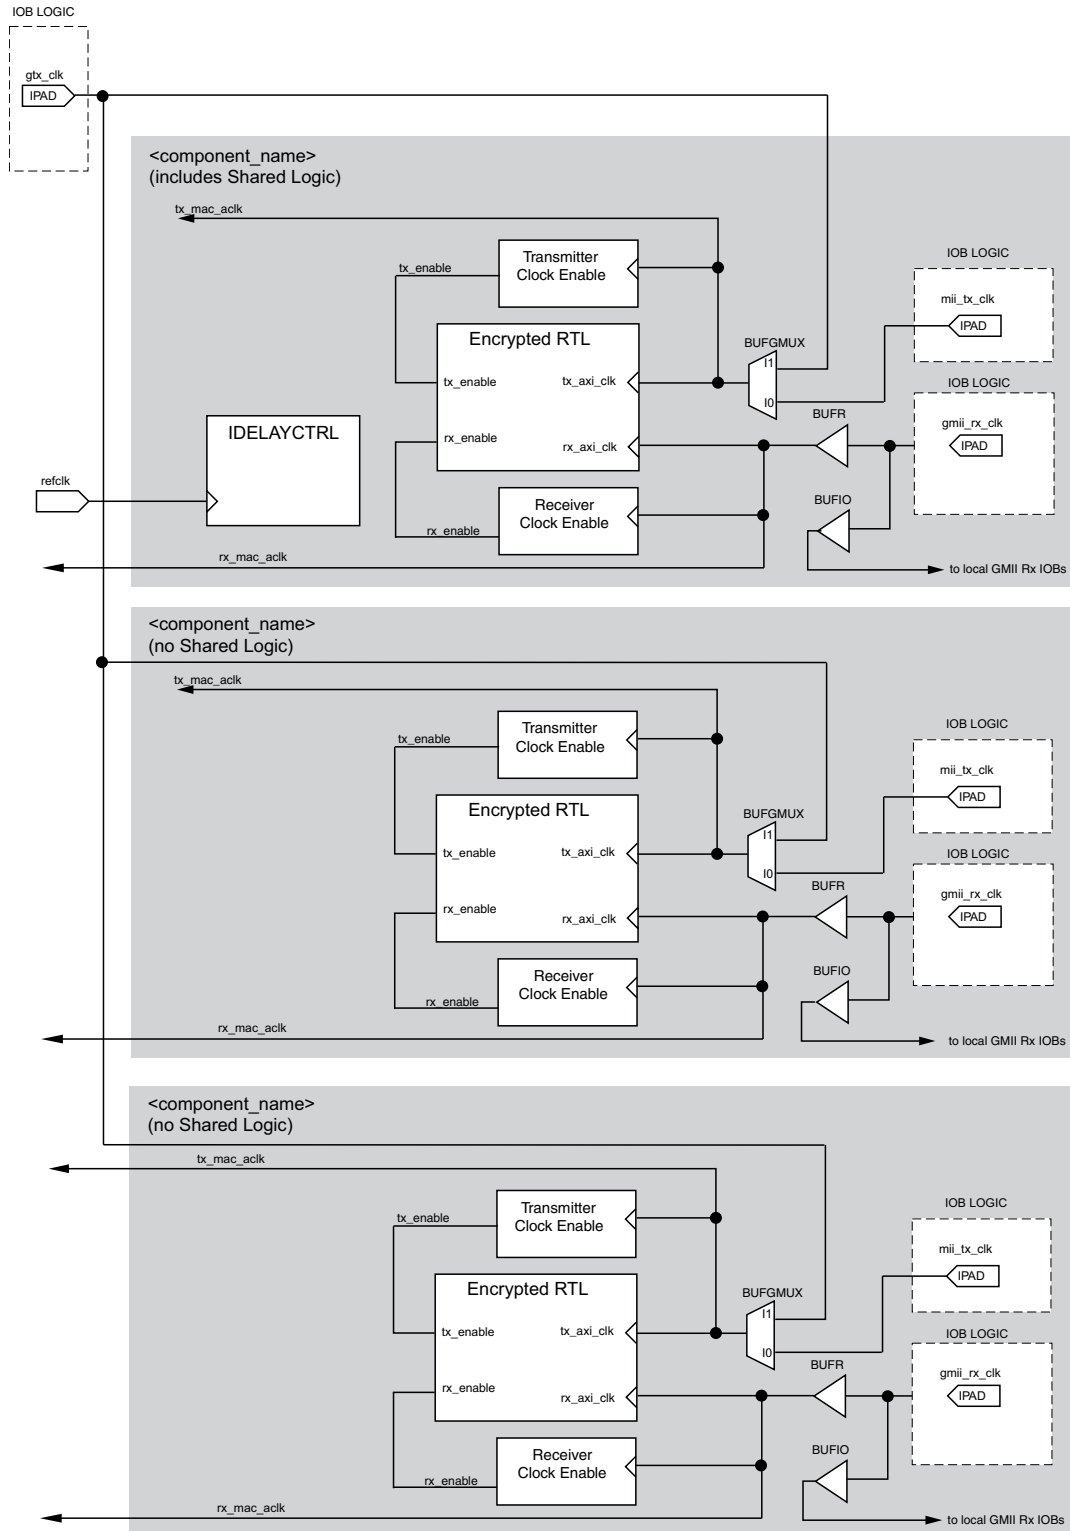 IOB LOGIC
gtx_clk
IPAD
<component_name>
(includes Shared Logic)
tx_mac_aclk
Transmitter
Clock Enable
tx_enable
IOB LOGIC
mii_tx_clk
IPAD
Encrypted RTL
BUFGMUX
I1
I0
tx_enable
tx_axi_clk
IOB LOGIC
gmii_rx_clk
IPAD
BUFR
rx_enable
rx_axi_clk
IDELAYCTRL
refclk
BUFIO
Receiver
Clock Enable
rx_enable
rx_mac_aclk
to local GMII Rx IOBs
<component_name>
(no Shared Logic)
tx_mac_aclk
Transmitter
Clock Enable
tx_enable
IOB LOGIC
mii_tx_clk
IPAD
Encrypted RTL
BUFGMUX
I1
I0
tx_enable
tx_axi_clk
IOB LOGIC
gmii_rx_clk
IPAD
BUFR
rx_enable
rx_axi_clk
BUFIO
Receiver
Clock Enable
rx_enable
rx_mac_aclk
to local GMII Rx IOBs
<component_name>
(no Shared Logic)
tx_mac_aclk
Transmitter
Clock Enable
tx_enable
IOB LOGIC
mii_tx_clk
IPAD
Encrypted RTL
BUFGMUX
I1
I0
tx_enable
tx_axi_clk
IOB LOGIC
gmii_rx_clk
IPAD
BUFR
rx_enable
rx_axi_clk
BUFIO
Receiver
Clock Enable
rx_enable
rx_mac_aclk
to local GMII Rx IOBs